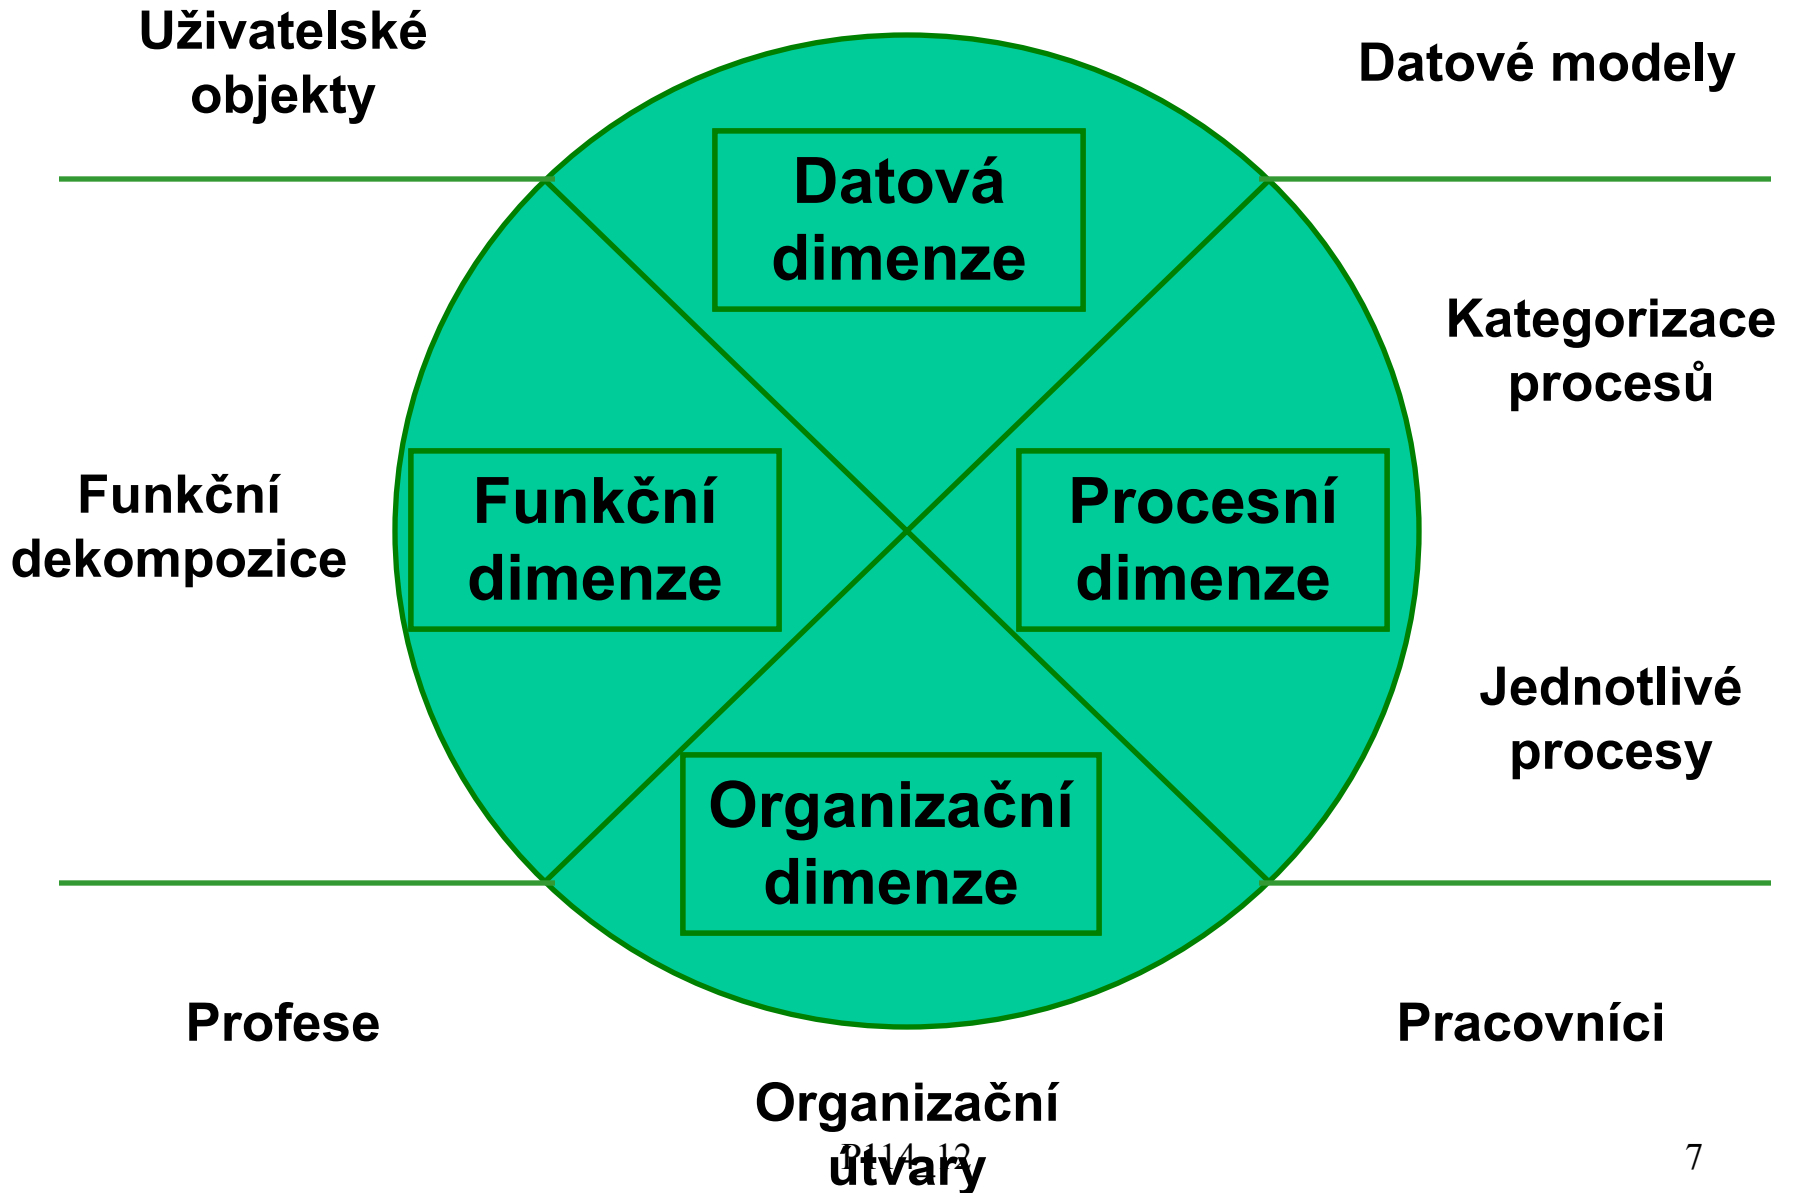 Uživatelské
objekty
Datové modely
Datová
dimenze
Kategorizace
procesů
Funkční
dekompozice
Funkční
dimenze
Procesní
dimenze
Jednotlivé
procesy
Organizační
dimenze
Profese
Pracovníci
Organizační
útvary
P114_12
7